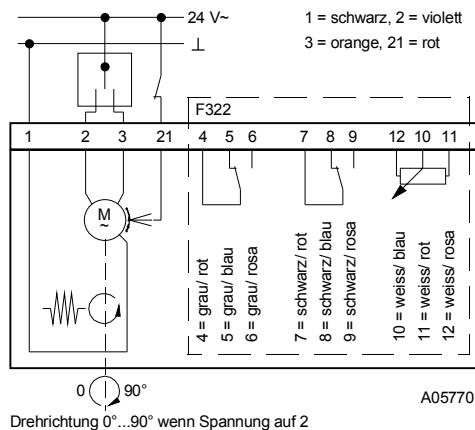 24 V~
1 = schwarz, 2 = violett
⊥
3 = orange, 21 = rot
F322
1 2 3 21 4 5 6 7 8 9 12 10 11
M
~
4 = grau/ rot
5 = grau/ blau
6 = grau/ rosa
7 = schwarz/ rot
8 = schwarz/ blau
9 = schwarz/ rosa
10 = weiss/ blau
11 = weiss/ rot
12 = weiss/ rosa
0 90°
A05770
Drehrichtung 0°...90° wenn Spannung auf 2